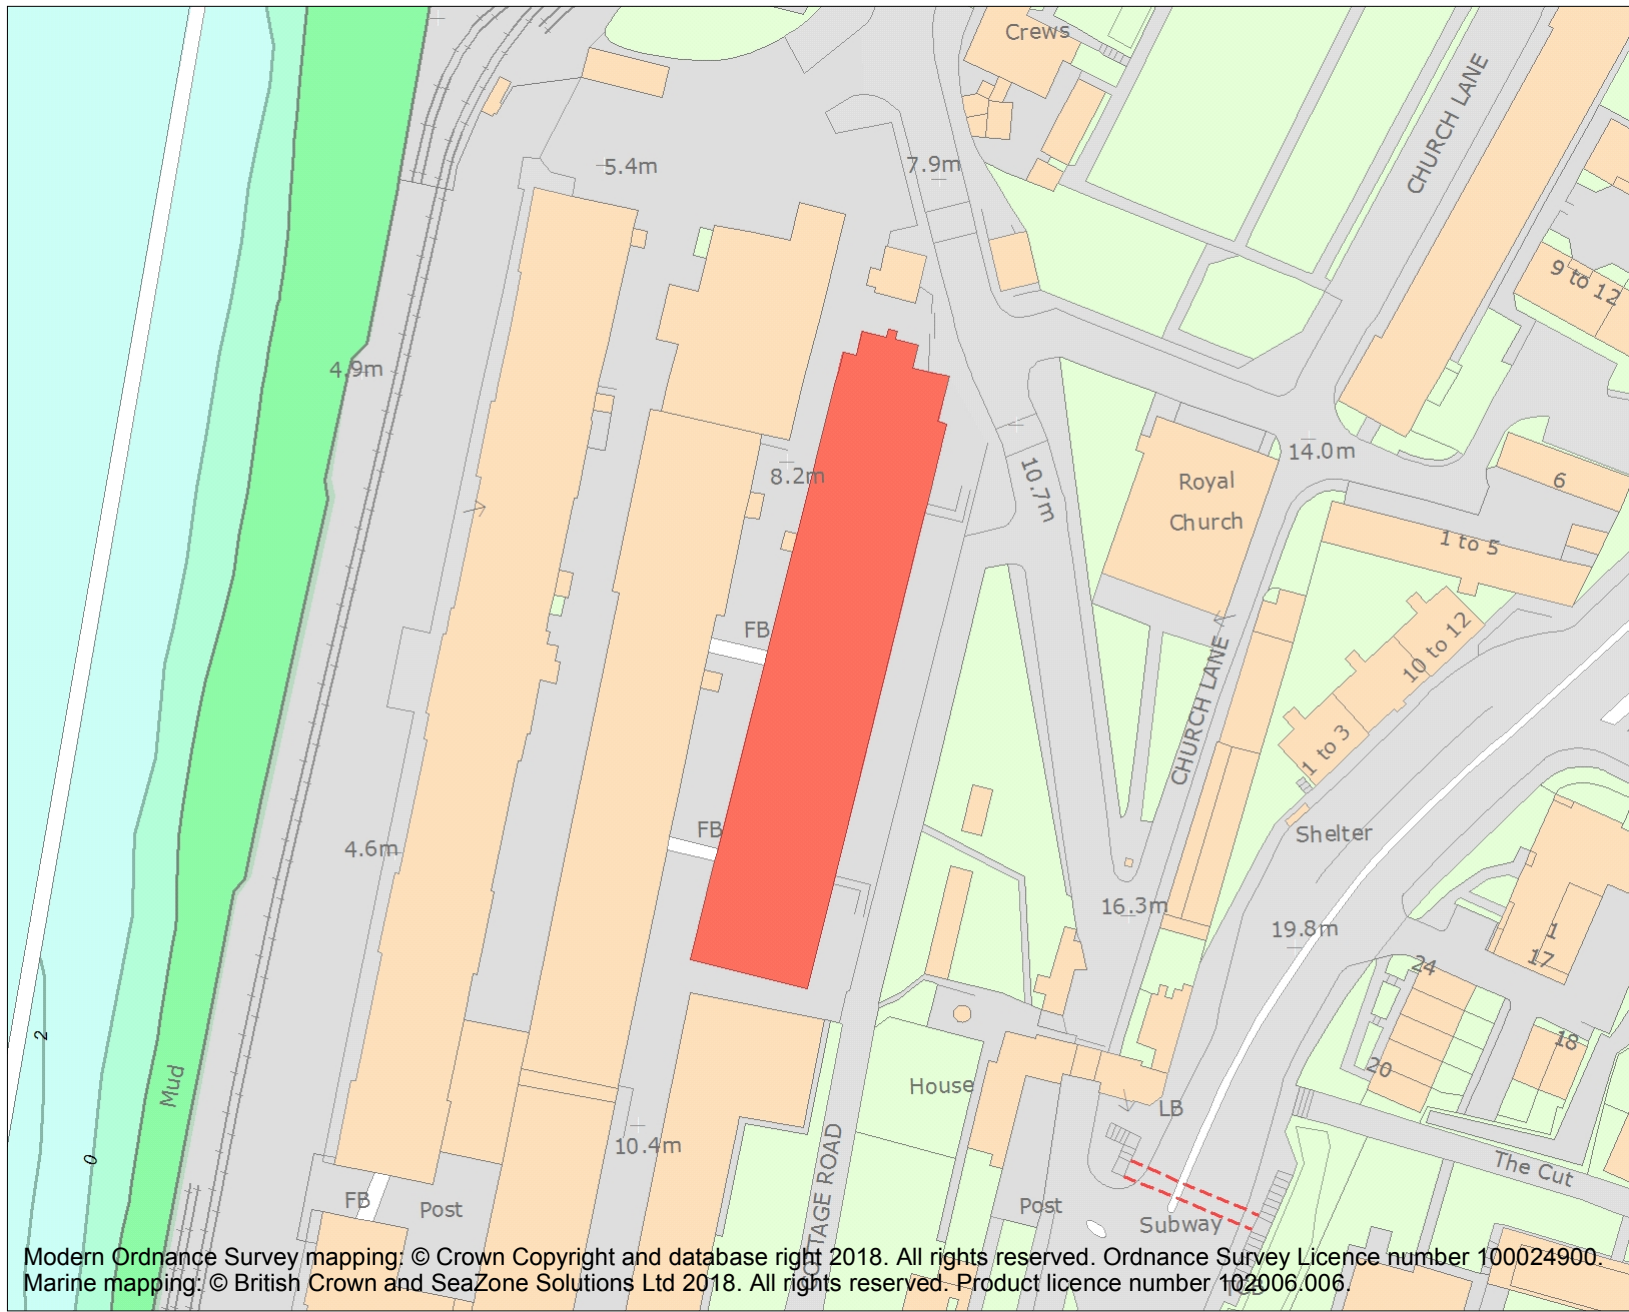 Crews
CHURCH LANE
5.4m
7.9m
9 to 12
4.9m
14.0m
8.2m
10.7m
Royal
Church
6
1 to 5
FB
10 to 12
CHURCH LANE
1 to 3
FB
Shelter
4.6m
16.3m
19.8m
1
17
24
2
18
20
Mud
House
LB
10.4m
0
The Cut
FB
Post
Post
Subway
TAGE ROAD
Modern Ordnance Survey mapping: © Crown Copyright and database right 2018. All rights reserved. Ordnance Survey Licence number 100024900.
Marine mapping: © British Crown and SeaZone Solutions Ltd 2018. All rights reserved. Product licence number 102006.006.